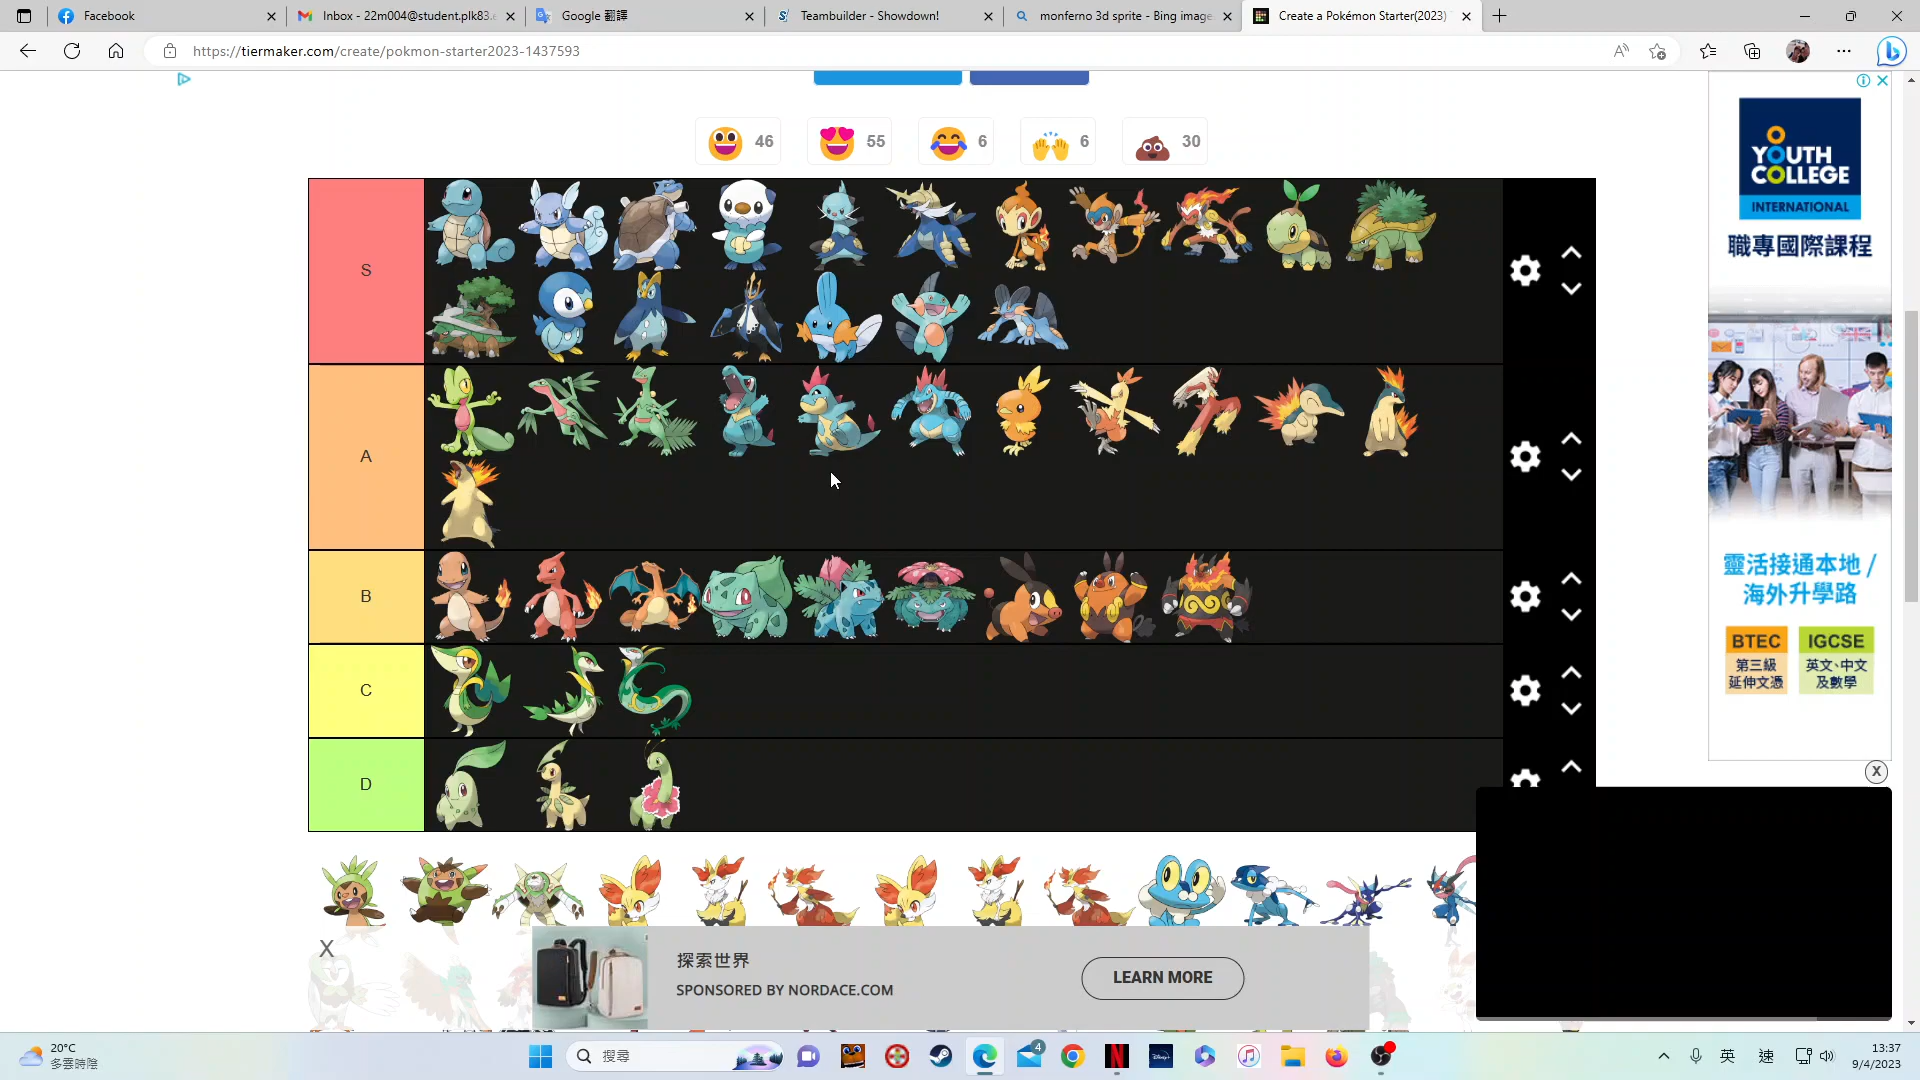 Facebook
Inbox - 22m004@student.plk83.e
Google 翻譯
Teambuilder - Showdown!
monferno 3d sprite - Bing image
Create a Pokémon Starter(2023)
https://tiermaker.com/create/pokmon-starter2023-1437593
46
55
6
6
30
S
A
B
C
D
YOUTH
COLLEGE
INTERNATIONAL
職專國際課程
靈活接通本地 /
海外升學路
BTEC
第三級
延伸文憑
IGCSE
英文、中文
及數學
X
X
探索世界
SPONSORED BY NORDACE.COM
LEARN MORE
20°C
多雲時陰
搜尋
4
英
速
13:37
9/4/2023